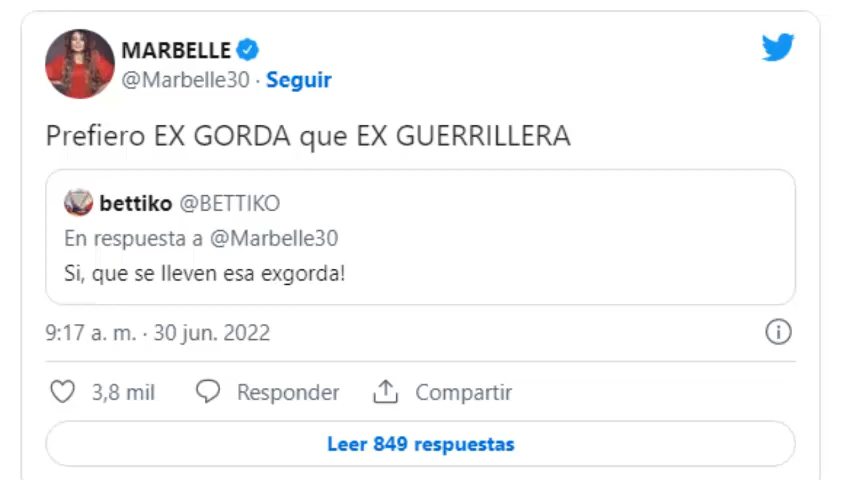 MARBELLE
@Marbelle30 · Seguir
Prefiero EX GORDA que EX GUERRILLERA
bettiko @BETTIKO
En respuesta a @Marbelle30
Si, que se lleven esa exgorda!
9:17 a. m. · 30 jun. 2022
3,8 mil Responder Compartir
Leer 849 respuestas